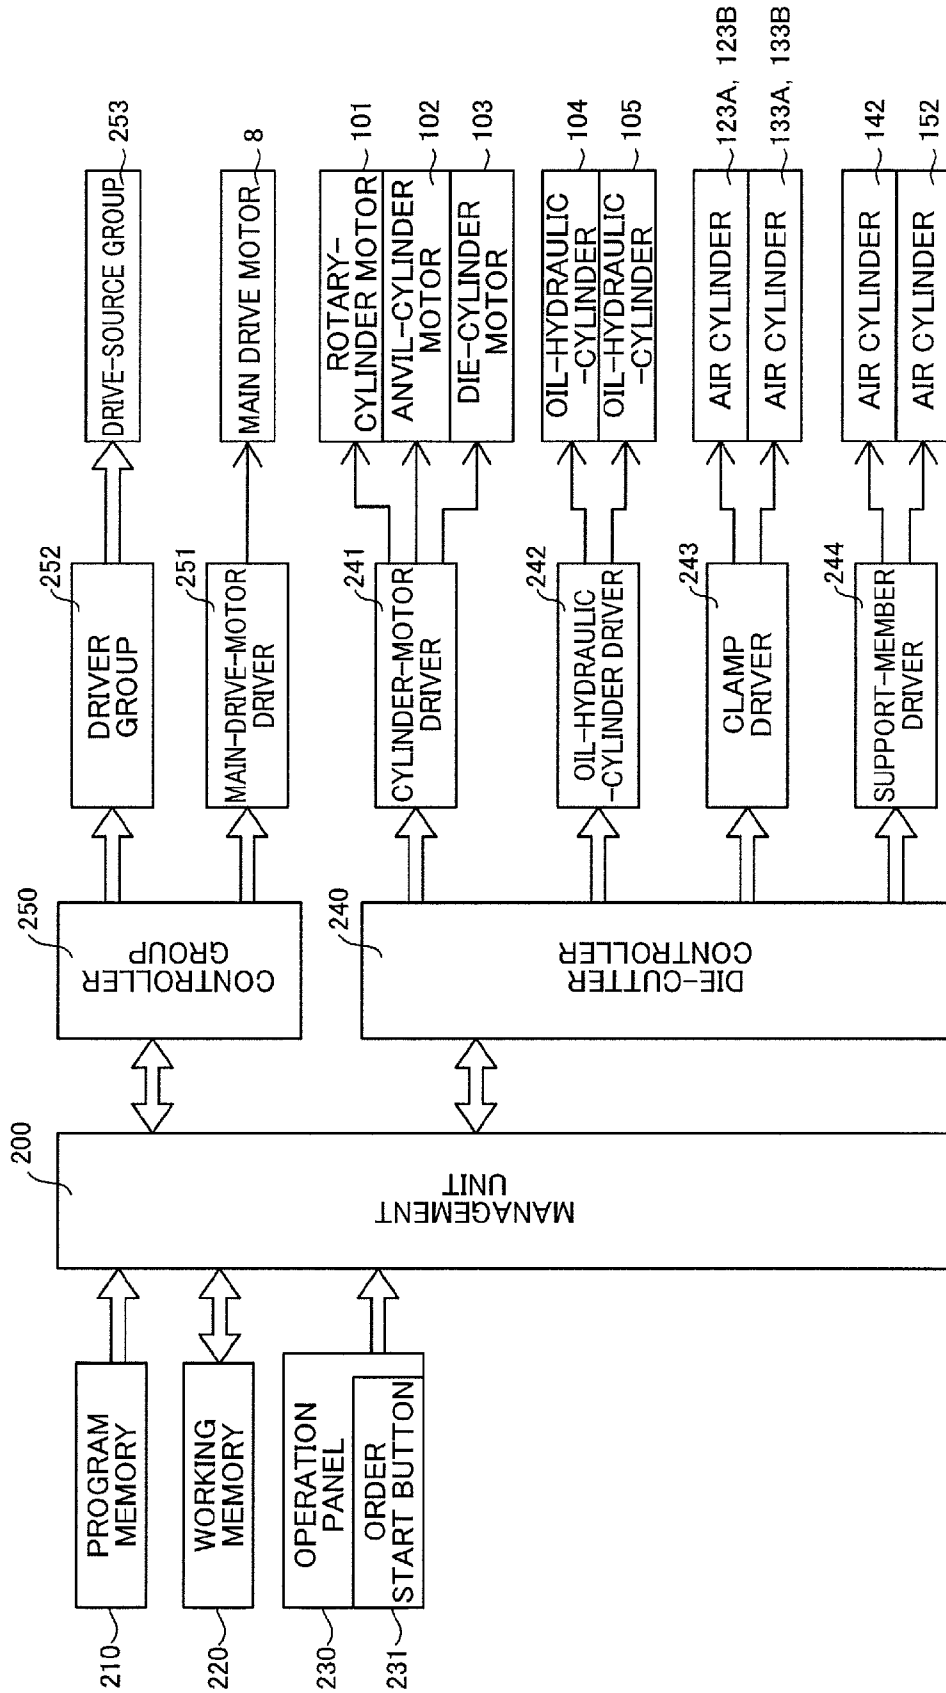 210
PROGRAM
MEMORY
220
WORKING
MEMORY
230
OPERATION
PANEL
231
ORDER
START BUTTON
200
MANAGEMENT
UNIT
250
CONTROLLER
GROUP
240
DIE-CUTTER
CONTROLLER
252
DRIVER
GROUP
251
MAIN-DRIVE-MOTOR
DRIVER
241
CYLINDER-MOTOR
DRIVER
242
OIL-HYDRAULIC
-CYLINDER DRIVER
243
CLAMP
DRIVER
244
SUPPORT-MEMBER
DRIVER
DRIVE-SOURCE GROUP
253
MAIN DRIVE MOTOR
8
ROTARY-
CYLINDER MOTOR
101
ANVIL-CYLINDER
MOTOR
102
DIE-CYLINDER
MOTOR
103
OIL-HYDRAULIC
-CYLINDER
104
OIL-HYDRAULIC
-CYLINDER
105
AIR CYLINDER
123A, 123B
AIR CYLINDER
133A, 133B
AIR CYLINDER
142
AIR CYLINDER
152